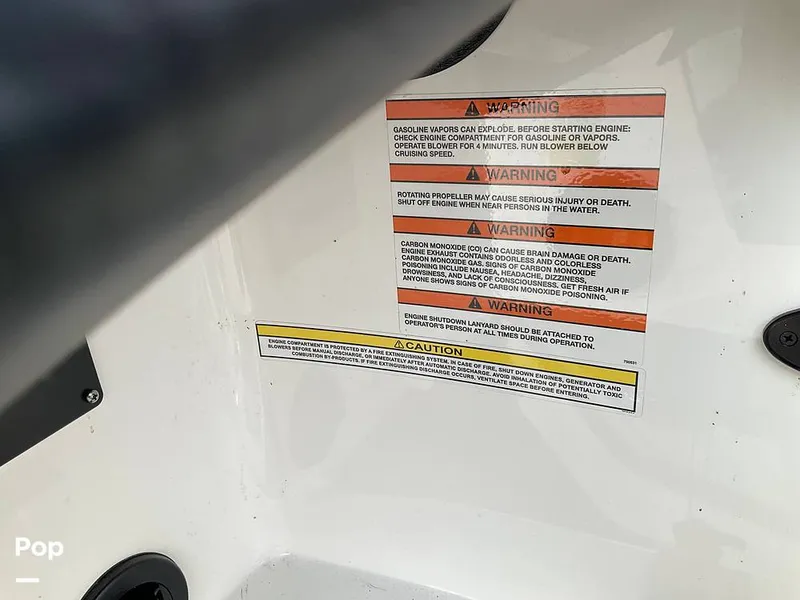 WARNING
GASOLINE VAPORS CAN EXPLODE. BEFORE STARTING ENGINE:
CHECK ENGINE COMPARTMENT FOR GASOLINE OR VAPORS.
OPERATE BLOWER FOR 4 MINUTES. RUN BLOWER BELOW
CRUISING SPEED.
WARNING
ROTATING PROPELLER MAY CAUSE SERIOUS INJURY OR DEATH.
SHUT OFF ENGINE WHEN NEAR PERSONS IN THE WATER.
WARNING
CARBON MONOXIDE (CO) CAN CAUSE BRAIN DAMAGE OR DEATH.
ENGINE EXHAUST CONTAINS ODORLESS AND COLORLESS
CARBON MONOXIDE GAS. SIGNS OF CARBON MONOXIDE
POISONING INCLUDE NAUSEA, HEADACHE, DIZZINESS,
DROWSINESS, AND LACK OF CONSCIOUSNESS. GET FRESH AIR IF
ANYONE SHOWS SIGNS OF CARBON MONOXIDE POISONING.
WARNING
ENGINE SHUTDOWN LANYARD SHOULD BE ATTACHED TO
OPERATOR'S PERSON AT ALL TIMES DURING OPERATION.
CAUTION
ENGINE COMPARTMENT IS PROTECTED BY A FIRE EXTINGUISHING SYSTEM. IN CASE OF FIRE, SHUT DOWN ENGINES, GENERATOR AND
BLOWERS BEFORE MANUAL DISCHARGE, OR IMMEDIATELY AFTER AUTOMATIC DISCHARGE. AVOID INHALATION OF POTENTIALLY TOXIC
COMBUSTION BY-PRODUCTS. IF FIRE EXTINGUISHING DISCHARGE OCCURS, VENTILATE SPACE BEFORE ENTERING.
Pop